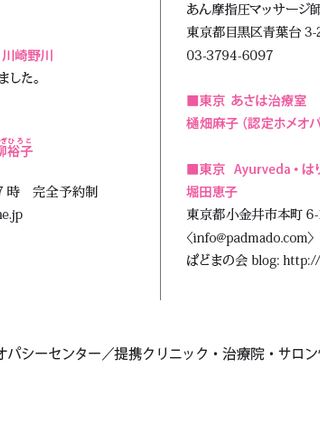 川崎野川
ました。
ぎひろこ
柳裕子
7 時　完全予約制
ne.jp
あん摩指圧マッサージ師
東京都目黒区青葉台 3-2
03-3794-6097
■東京 あさは治療室
樋畑麻子（認定ホメオパ
■東京　Ayurveda・はり
堀田恵子
東京都小金井市本町 6-
〈info@padmado.com〉
ぱどまの会 blog: http://
オパシーセンター／提携クリニック・治療院・サロン